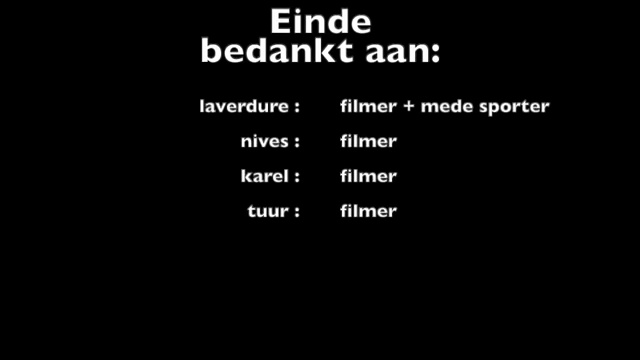 Einde
bedankt aan:
laverdure : filmer + mede sporter
nives : filmer
karel : filmer
tuur : filmer